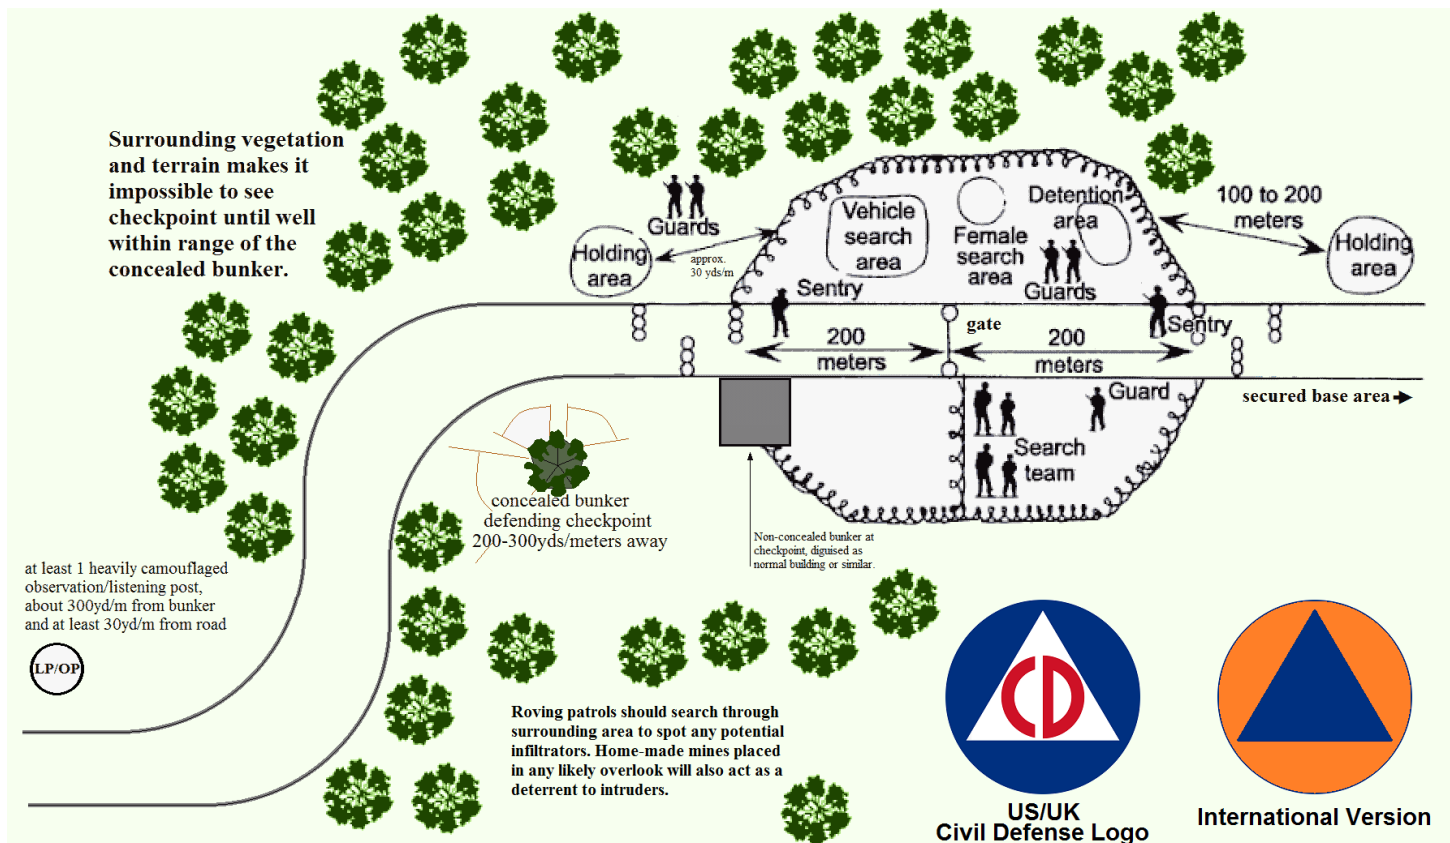 Surrounding vegetation
and terrain makes it
impossible to see
checkpoint until well
within range of the
concealed bunker.
Guards
Holding
area
approx.
30 yds/m
Vehicle
search
area
Female
search
area
Detention
area
Guards
100 to 200
meters
Holding
area
Sentry
gate
Sentry
200
meters
200
meters
secured base area
Guard
Search
team
concealed bunker
defending checkpoint
200-300yds/meters away
Non-concealed bunker at
checkpoint, diguised as
normal building or similar.
at least 1 heavily camouflaged
observation/listening post,
about 300yd/m from bunker
and at least 30yd/m from road
LP/OP
Roving patrols should search through
surrounding area to spot any potential
infiltrators. Home-made mines placed
in any likely overlook will also act as a
deterrent to intruders.
CD
US/UK
Civil Defense Logo
International Version